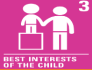 3
BEST INTERESTS
OF THE CHILD